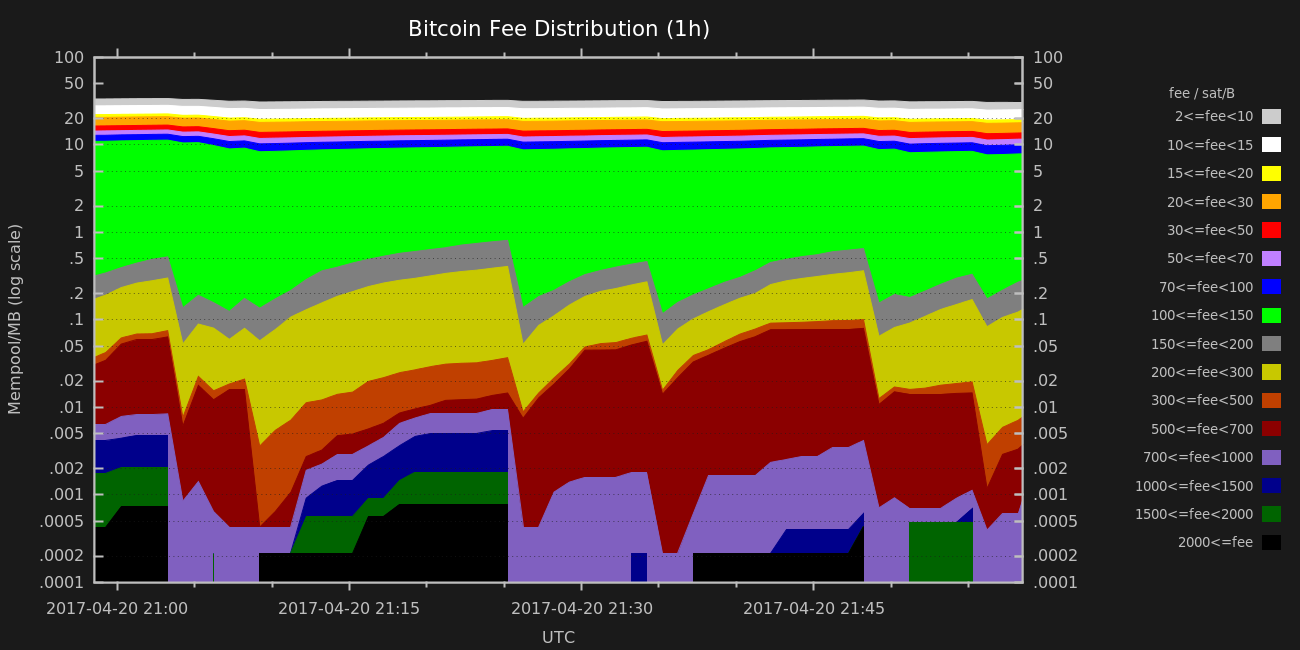 Bitcoin Fee Distribution (1h)
Mempool/MB (log scale)
100
50
20
10
5
2
1
.5
.2
.1
.05
.02
.01
.005
.002
.001
.0005
.0002
.0001
100
50
20
10
5
2
1
.5
.2
.1
.05
.02
.01
.005
.002
.001
.0005
.0002
.0001
2017-04-20 21:00
2017-04-20 21:15
2017-04-20 21:30
2017-04-20 21:45
UTC
fee / sat/B
2<=fee<10
10<=fee<15
15<=fee<20
20<=fee<30
30<=fee<50
50<=fee<70
70<=fee<100
100<=fee<150
150<=fee<200
200<=fee<300
300<=fee<500
500<=fee<700
700<=fee<1000
1000<=fee<1500
1500<=fee<2000
2000<=fee